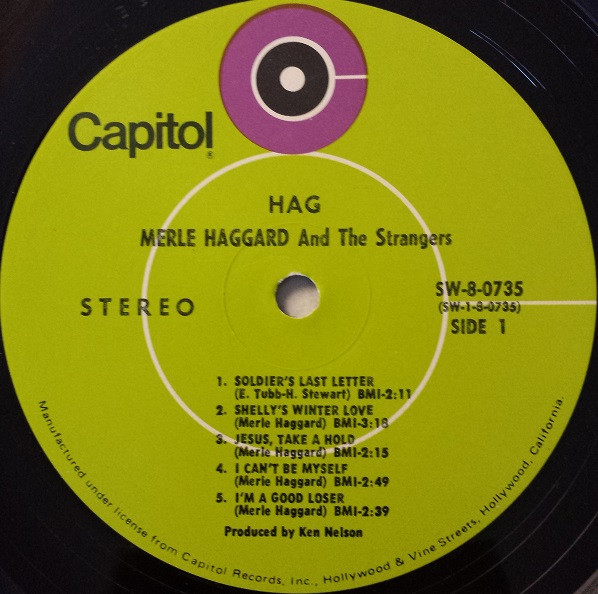 Capitol®
HAG
MERLE HAGGARD And The Strangers
STEREO
SW-8-0735
(SW-1-8-0735)
SIDE 1
1. SOLDIER'S LAST LETTER
(E. Tubb-H. Stewart) BMI-2:11
2. SHELLY'S WINTER LOVE
(Merle Haggard) BMI-3:18
3. JESUS, TAKE A HOLD
(Merle Haggard) BMI-2:15
4. I CAN'T BE MYSELF
(Merle Haggard) BMI-2:49
5. I'M A GOOD LOSER
(Merle Haggard) BMI-2:39
Produced by Ken Nelson
Manufactured under license from Capitol Records, Inc., Hollywood & Vine Streets, Hollywood, California.